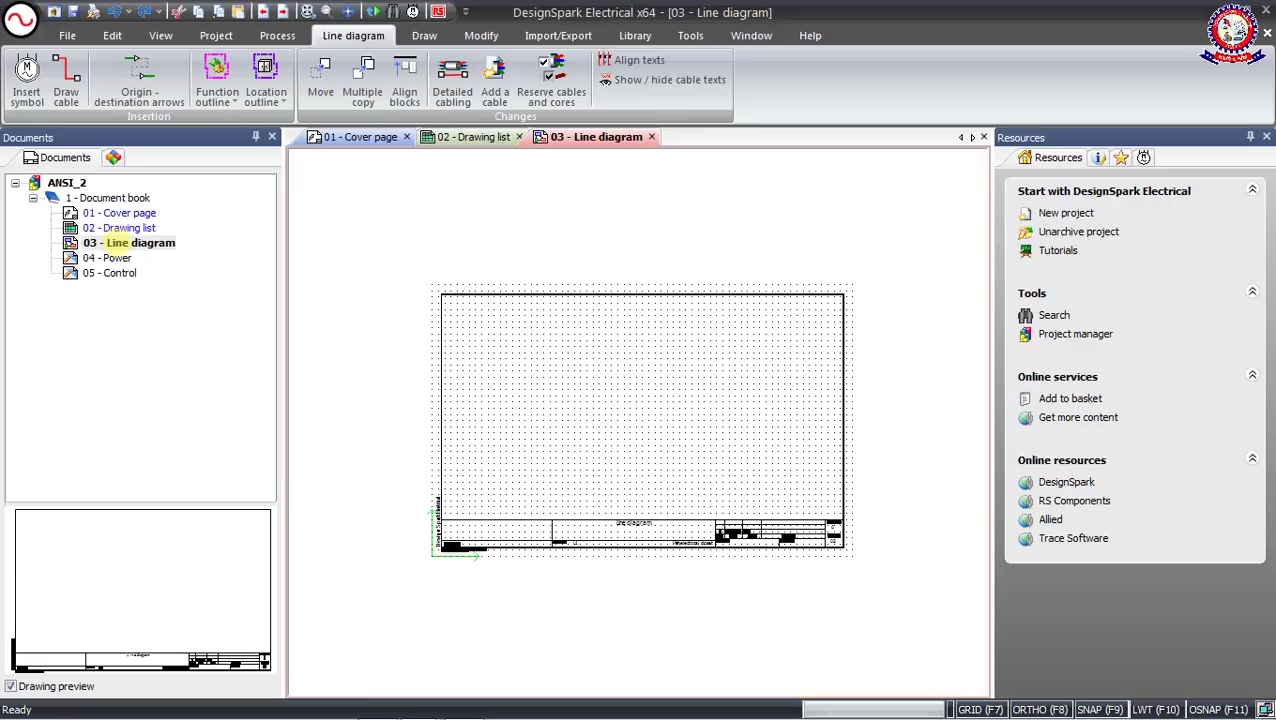 DesignSpark Electrical x64 - [03 - Line diagram]
RS
File Edit View Project Process Line diagram Draw Modify Import/Export Library Tools Window Help
Insert symbol
Draw cable
Origin - destination arrows
Function outline
Location outline
Insertion
Move
Multiple copy
Align blocks
Detailed cabling
Add a cable
Reserve cables and cores
Align texts
Show / hide cable texts
Changes
Documents
Documents
ANSI_2
1 - Document book
01 - Cover page
02 - Drawing list
03 - Line diagram
04 - Power
05 - Control
Drawing preview
01 - Cover page
02 - Drawing list
03 - Line diagram
Line diagram
Resources
Resources
Start with DesignSpark Electrical
New project
Unarchive project
Tutorials
Tools
Search
Project manager
Online services
Add to basket
Get more content
Online resources
DesignSpark
RS Components
Allied
Trace Software
Ready
GRID (F7) ORTHO (F8) SNAP (F9) LWT (F10) OSNAP (F11)